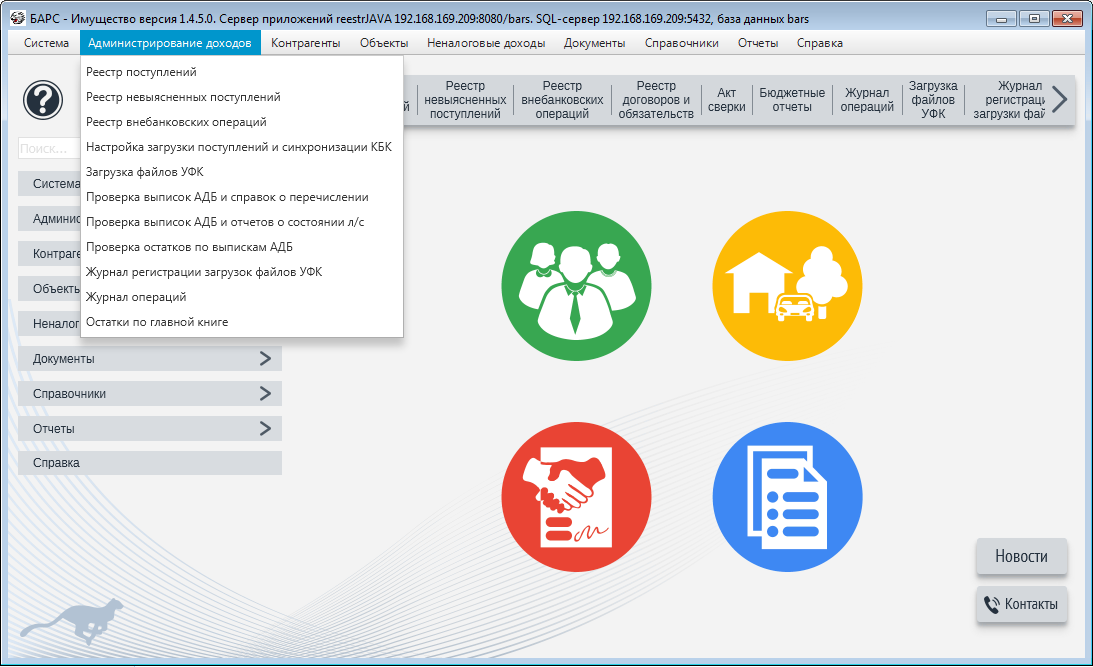 БАРС - Имущество версия 1.4.5.0. Сервер приложений reestrJAVA 192.168.169.209:8080/bars. SQL-сервер 192.168.169.209:5432, база данных bars
Система Администрирование доходов Контрагенты Объекты Неналоговые доходы Документы Справочники Отчеты Справка
Реестр поступлений
Реестр невыясненных поступлений
Реестр внебанковских операций
Настройка загрузки поступлений и синхронизации КБК
Загрузка файлов УФК
Проверка выписок АДБ и справок о перечислении
Проверка выписок АДБ и отчетов о состоянии л/с
Проверка остатков по выпискам АДБ
Журнал регистрации загрузок файлов УФК
Журнал операций
Остатки по главной книге
й
Реестр
невыясненных
поступлений
Реестр
внебанковских
операций
Реестр
договоров и
обязательств
Акт
сверки
Бюджетные
отчеты
Журнал
операций
Загрузка
файлов
УФК
Журнал
регистраци
загрузки фай
Поиск...
Система
Админис
Контраге
Объекты
Неналог
Документы
Справочники
Отчеты
Справка
Новости
Контакты